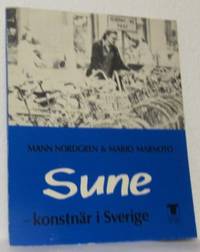 MANN NORDGREN & MARIO MARMOTO
Sune
- konstnär i Sverige